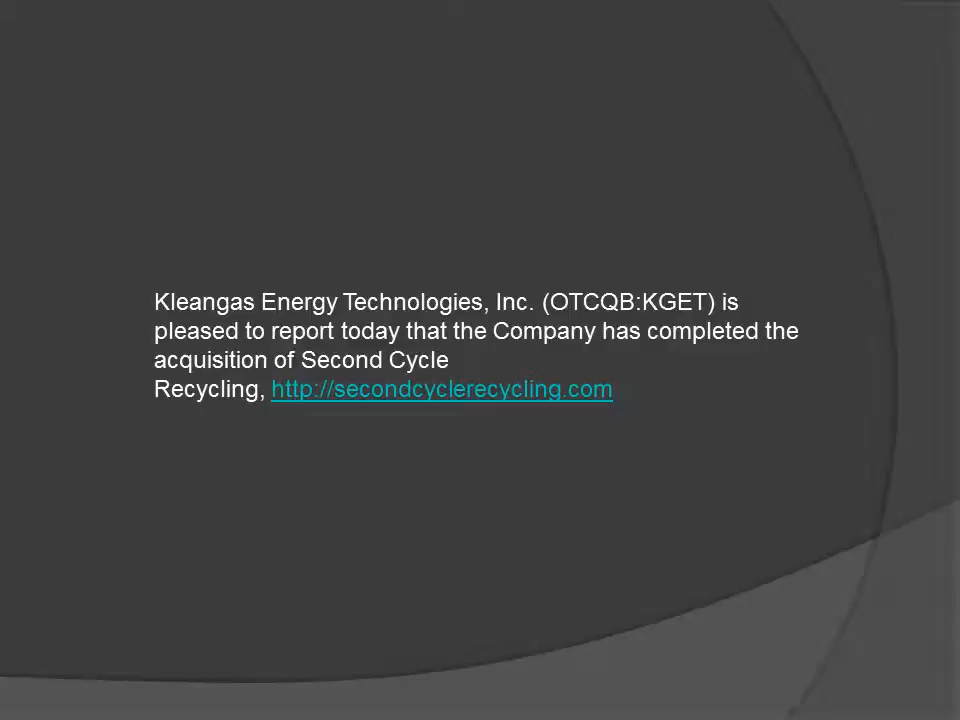 Kleangas Energy Technologies, Inc. (OTCQB:KGET) is
pleased to report today that the Company has completed the
acquisition of Second Cycle
Recycling, http://secondcyclerecycling.com